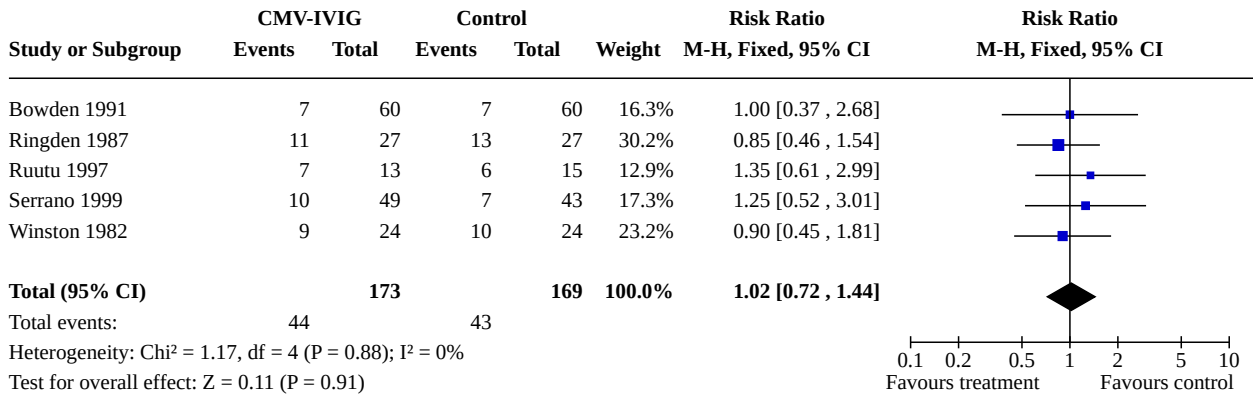 CMV-IVIG Control Risk Ratio Risk Ratio
Study or Subgroup Events Total Events Total Weight M-H, Fixed, 95% CI M-H, Fixed, 95% CI
Bowden 1991 7 60 7 60 16.3% 1.00 [0.37 , 2.68]
Ringden 1987 11 27 13 27 30.2% 0.85 [0.46 , 1.54]
Ruutu 1997 7 13 6 15 12.9% 1.35 [0.61 , 2.99]
Serrano 1999 10 49 7 43 17.3% 1.25 [0.52 , 3.01]
Winston 1982 9 24 10 24 23.2% 0.90 [0.45 , 1.81]
Total (95% CI) 173 169 100.0% 1.02 [0.72 , 1.44]
Total events: 44 43
Heterogeneity: Chi² = 1.17, df = 4 (P = 0.88); I² = 0%
Test for overall effect: Z = 0.11 (P = 0.91)
0.1 0.2 0.5 1 2 5 10
Favours treatment Favours control